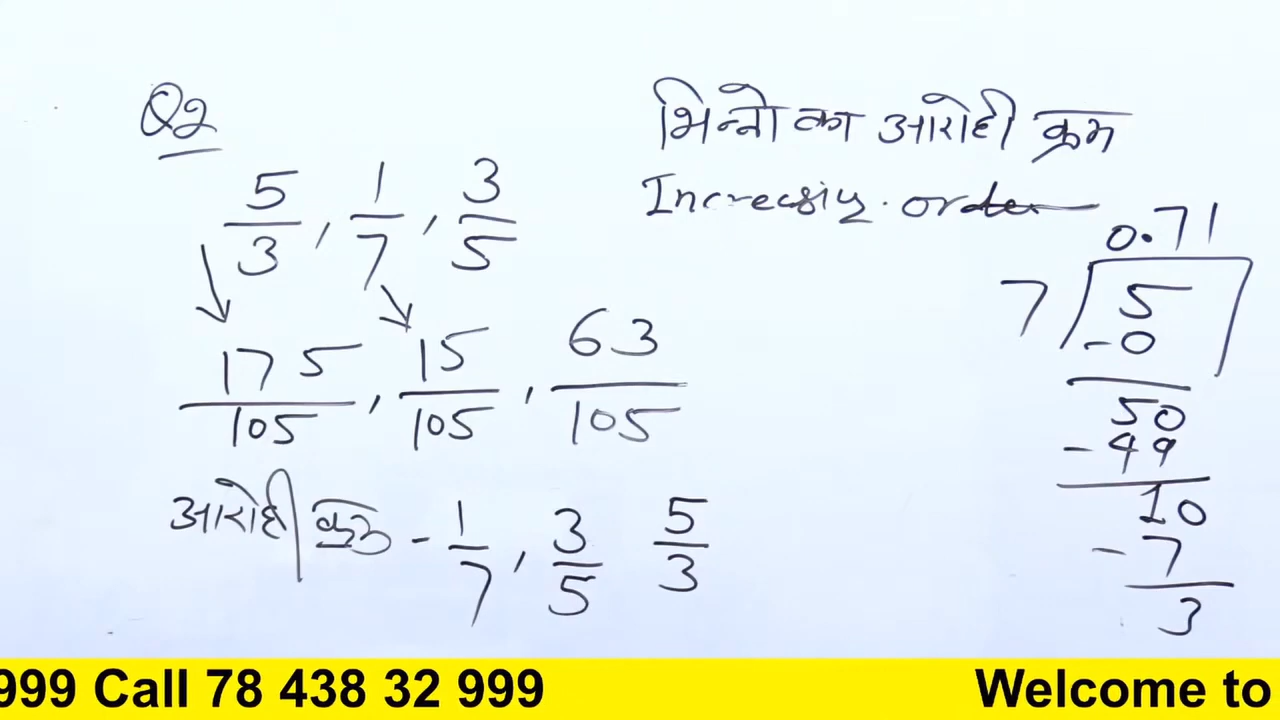 Q2
भिन्नो का आरोही क्रम
Increasing order
5/3, 1/7, 3/5
175/105, 15/105, 63/105
आरोही क्रम - 1/7, 3/5 5/3
0.71
7 5
-0
50
-49
10
-7
3
999 Call 78 438 32 999 Welcome to